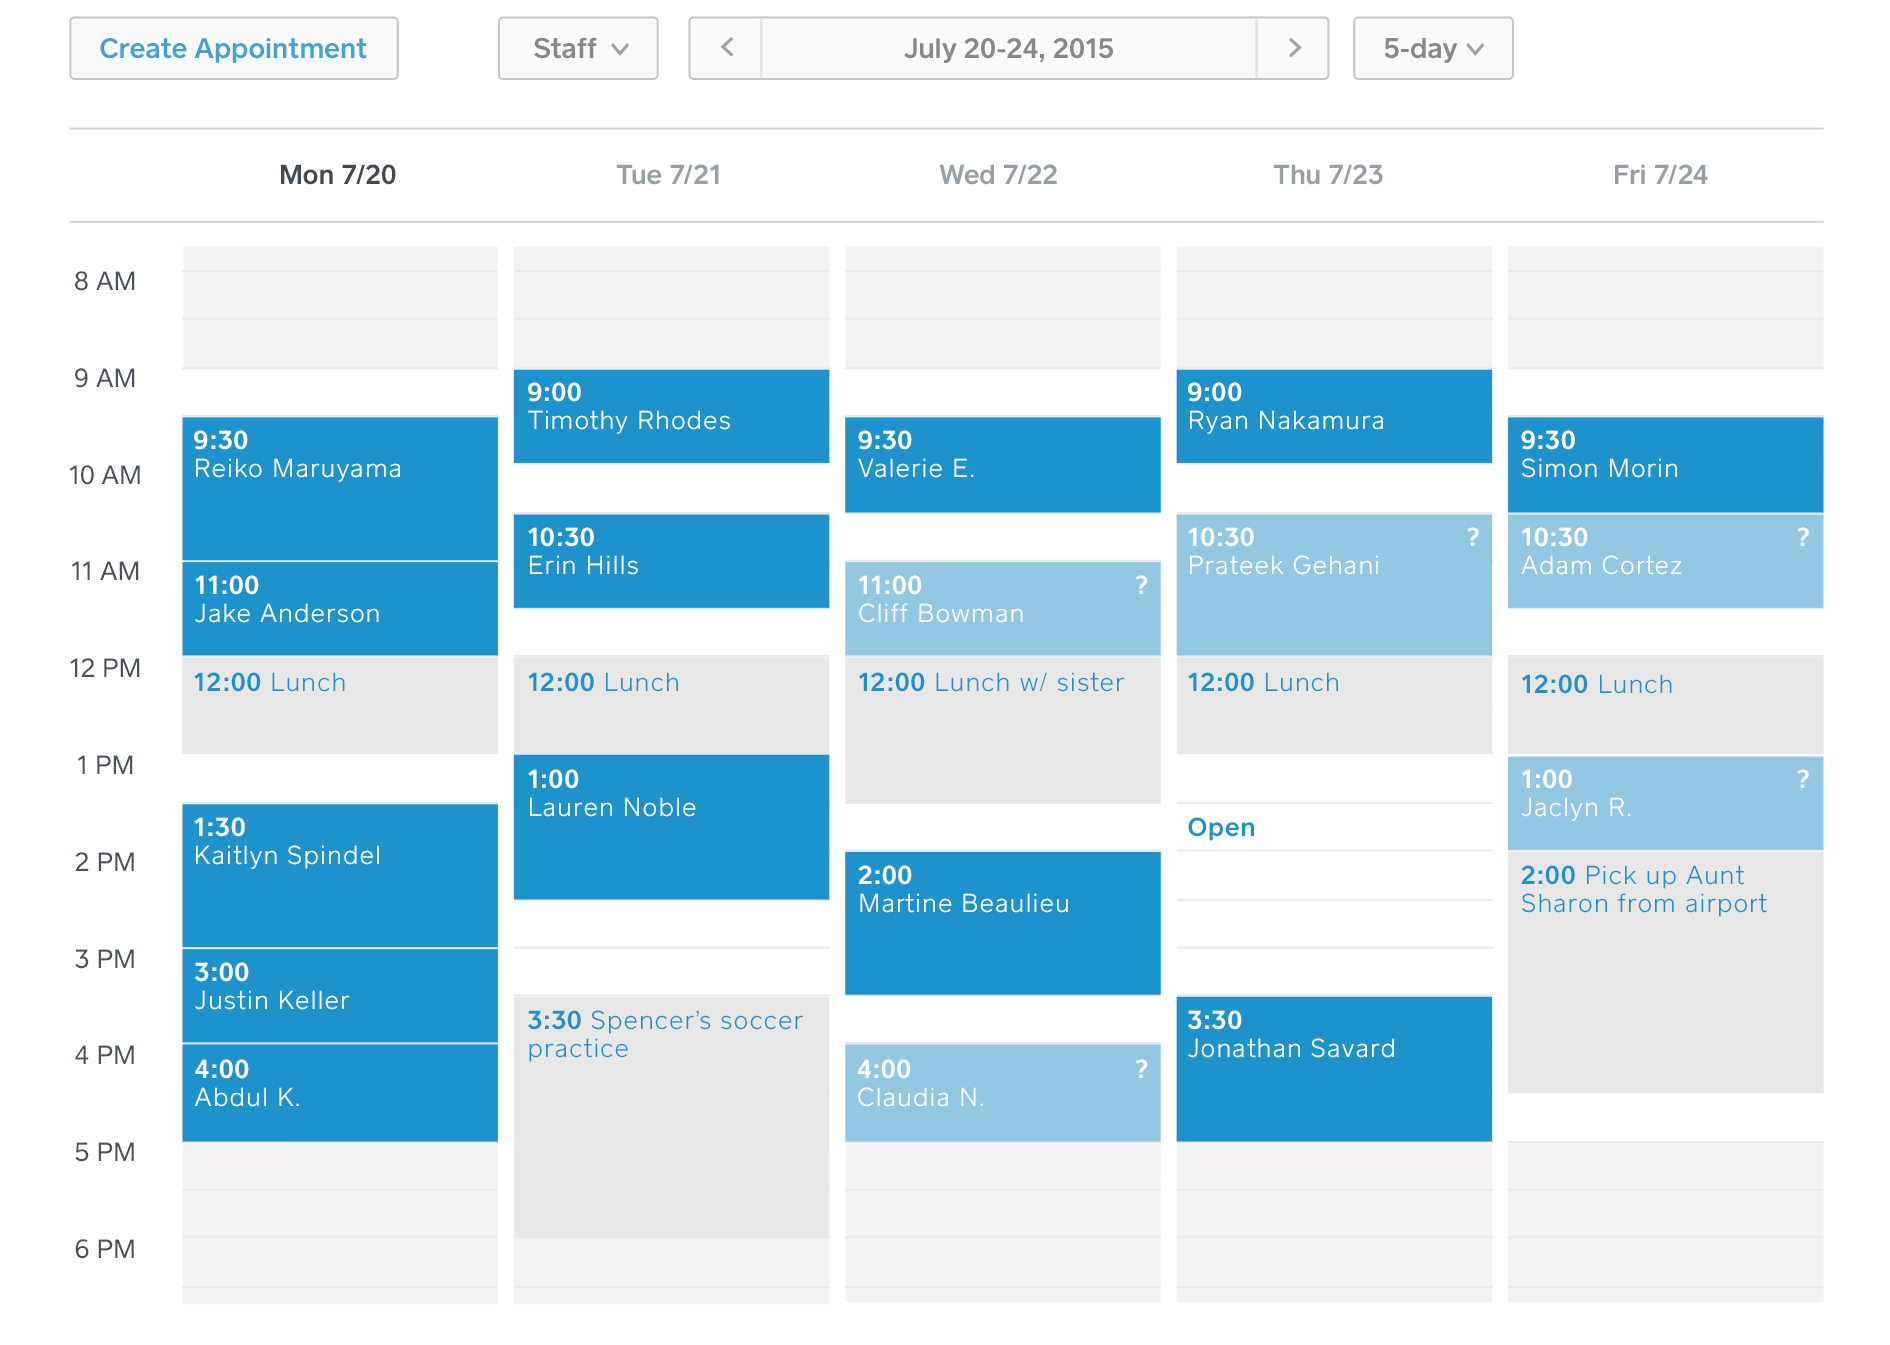 Create Appointment
Staff
July 20-24, 2015
5-day
Mon 7/20
Tue 7/21
Wed 7/22
Thu 7/23
Fri 7/24
8 AM
9 AM
10 AM
11 AM
12 PM
1 PM
2 PM
3 PM
4 PM
5 PM
6 PM
9:30
Reiko Maruyama
11:00
Jake Anderson
12:00 Lunch
1:30
Kaitlyn Spindel
3:00
Justin Keller
4:00
Abdul K.
9:00
Timothy Rhodes
10:30
Erin Hills
12:00 Lunch
1:00
Lauren Noble
3:30 Spencer’s soccer
practice
9:30
Valerie E.
11:00 ?
Cliff Bowman
12:00 Lunch w/ sister
2:00
Martine Beaulieu
4:00 ?
Claudia N.
9:00
Ryan Nakamura
10:30 ?
Prateek Gehani
12:00 Lunch
Open
3:30
Jonathan Savard
9:30
Simon Morin
10:30 ?
Adam Cortez
12:00 Lunch
1:00 ?
Jaclyn R.
2:00 Pick up Aunt
Sharon from airport